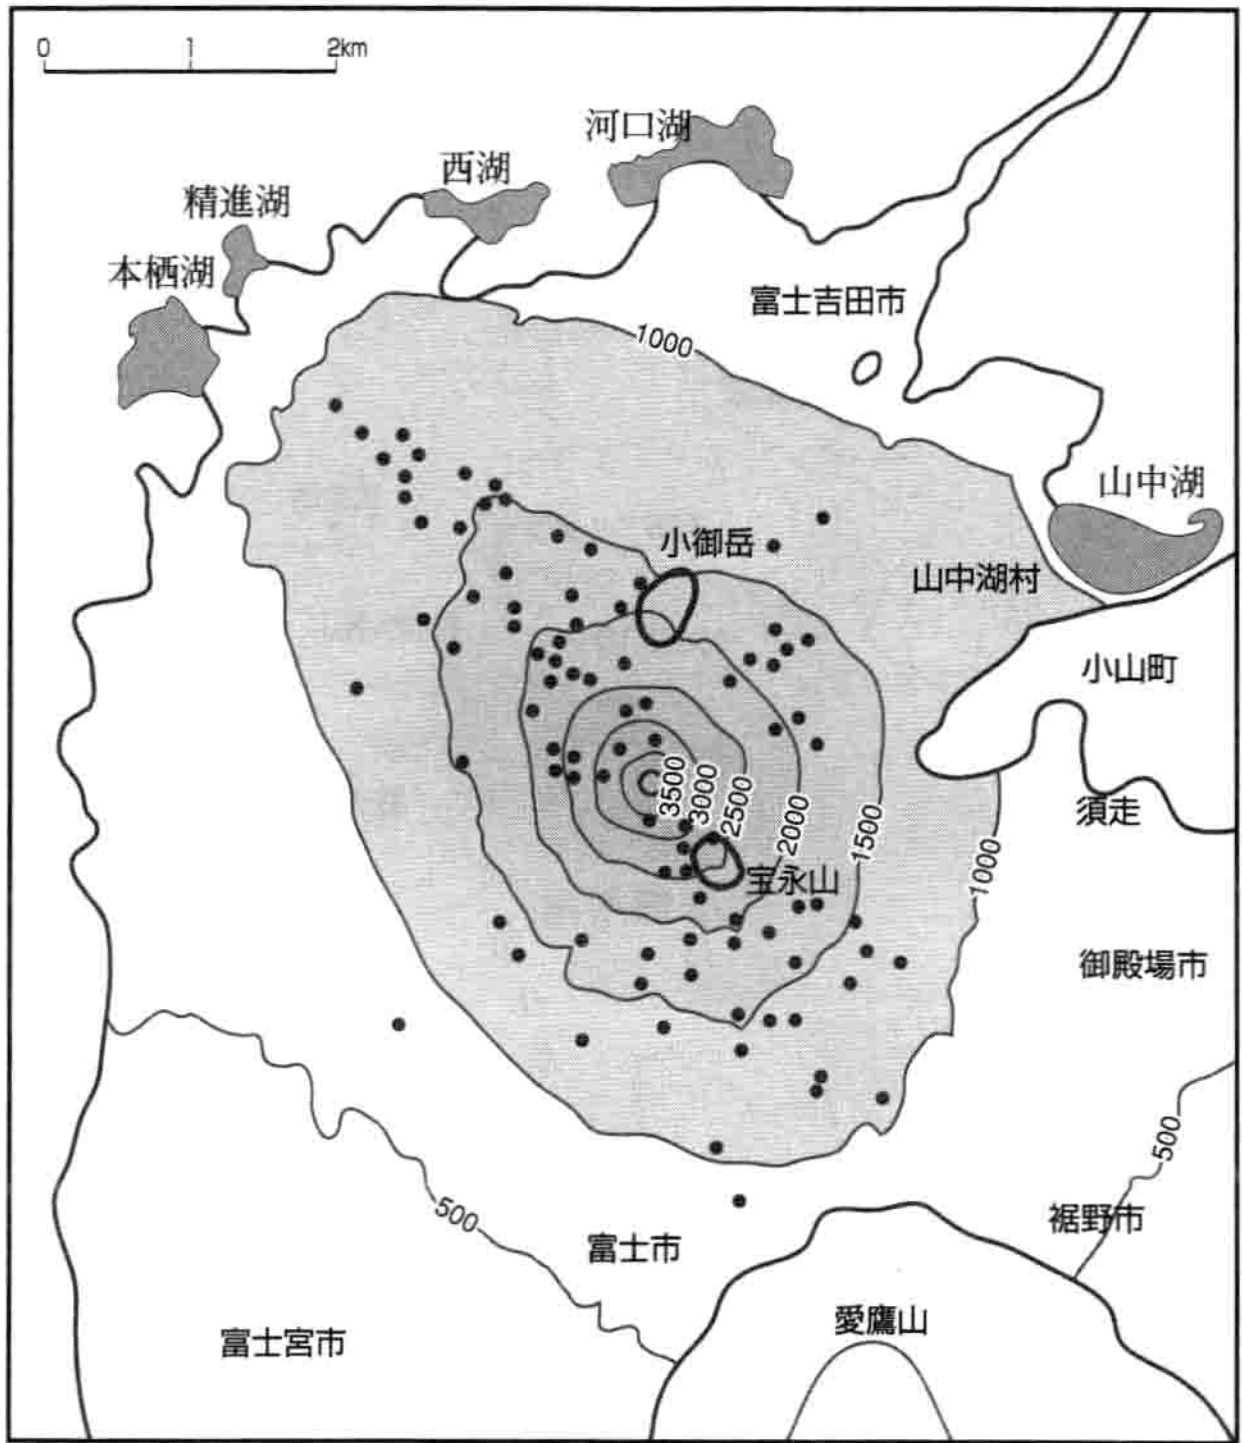 0 1 2km
河口湖
西湖
精進湖
本栖湖
富士吉田市
1000
山中湖
小御岳
山中湖村
小山町
3500
3000
2500
2000
1500
1000
須走
宝永山
御殿場市
500
500
裾野市
富士市
愛鷹山
富士宮市